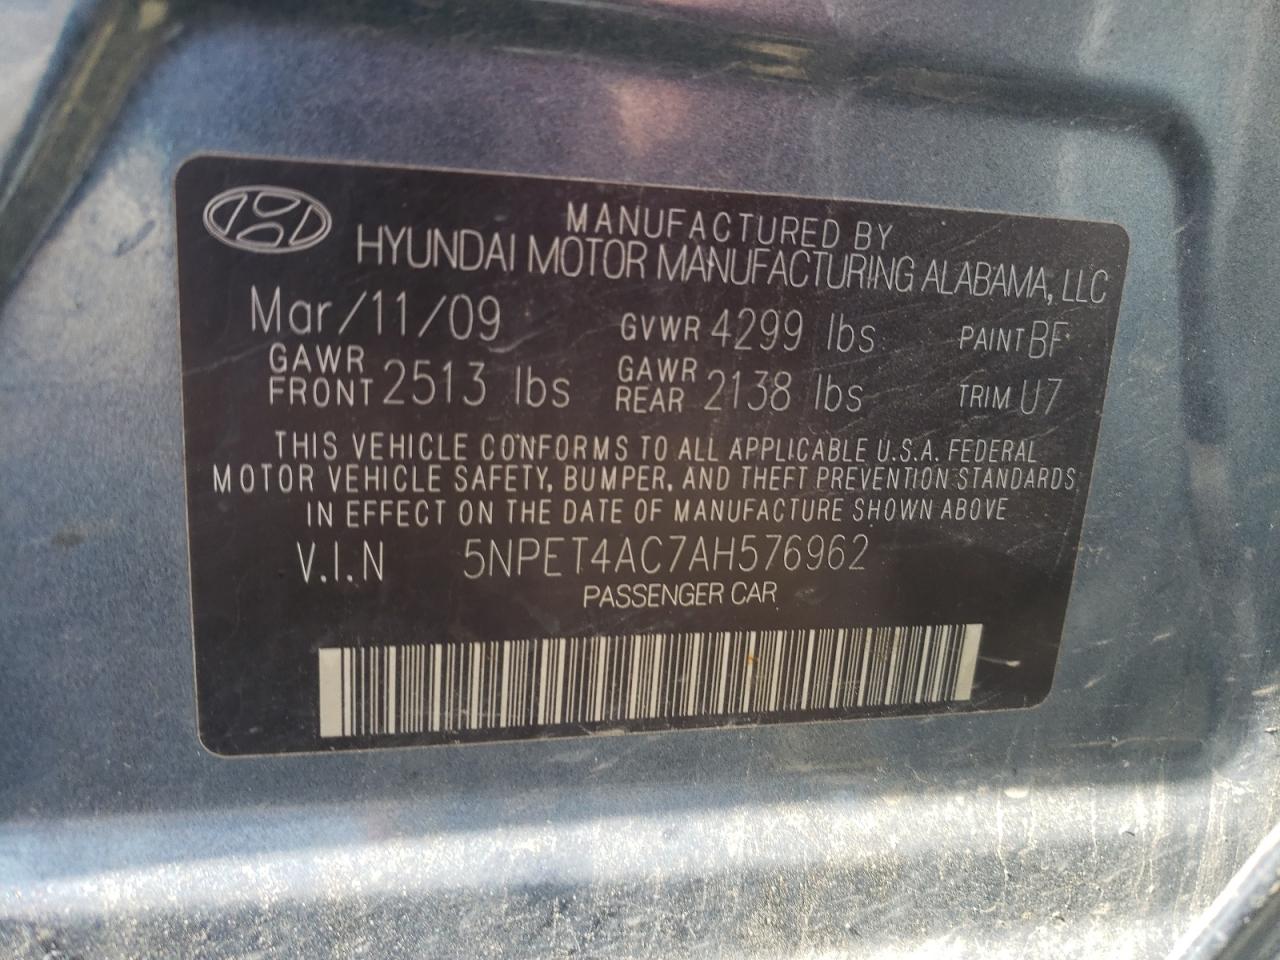 MANUFACTURED BY
HYUNDAI MOTOR MANUFACTURING ALABAMA, LLC
Mar/11/09 GVWR 4299 lbs PAINT BF
GAWR FRONT 2513 lbs GAWR REAR 2138 lbs TRIM U7
THIS VEHICLE CONFORMS TO ALL APPLICABLE U.S.A. FEDERAL
MOTOR VEHICLE SAFETY, BUMPER, AND THEFT PREVENTION STANDARDS
IN EFFECT ON THE DATE OF MANUFACTURE SHOWN ABOVE
V.I.N 5NPET4AC7AH576962
PASSENGER CAR